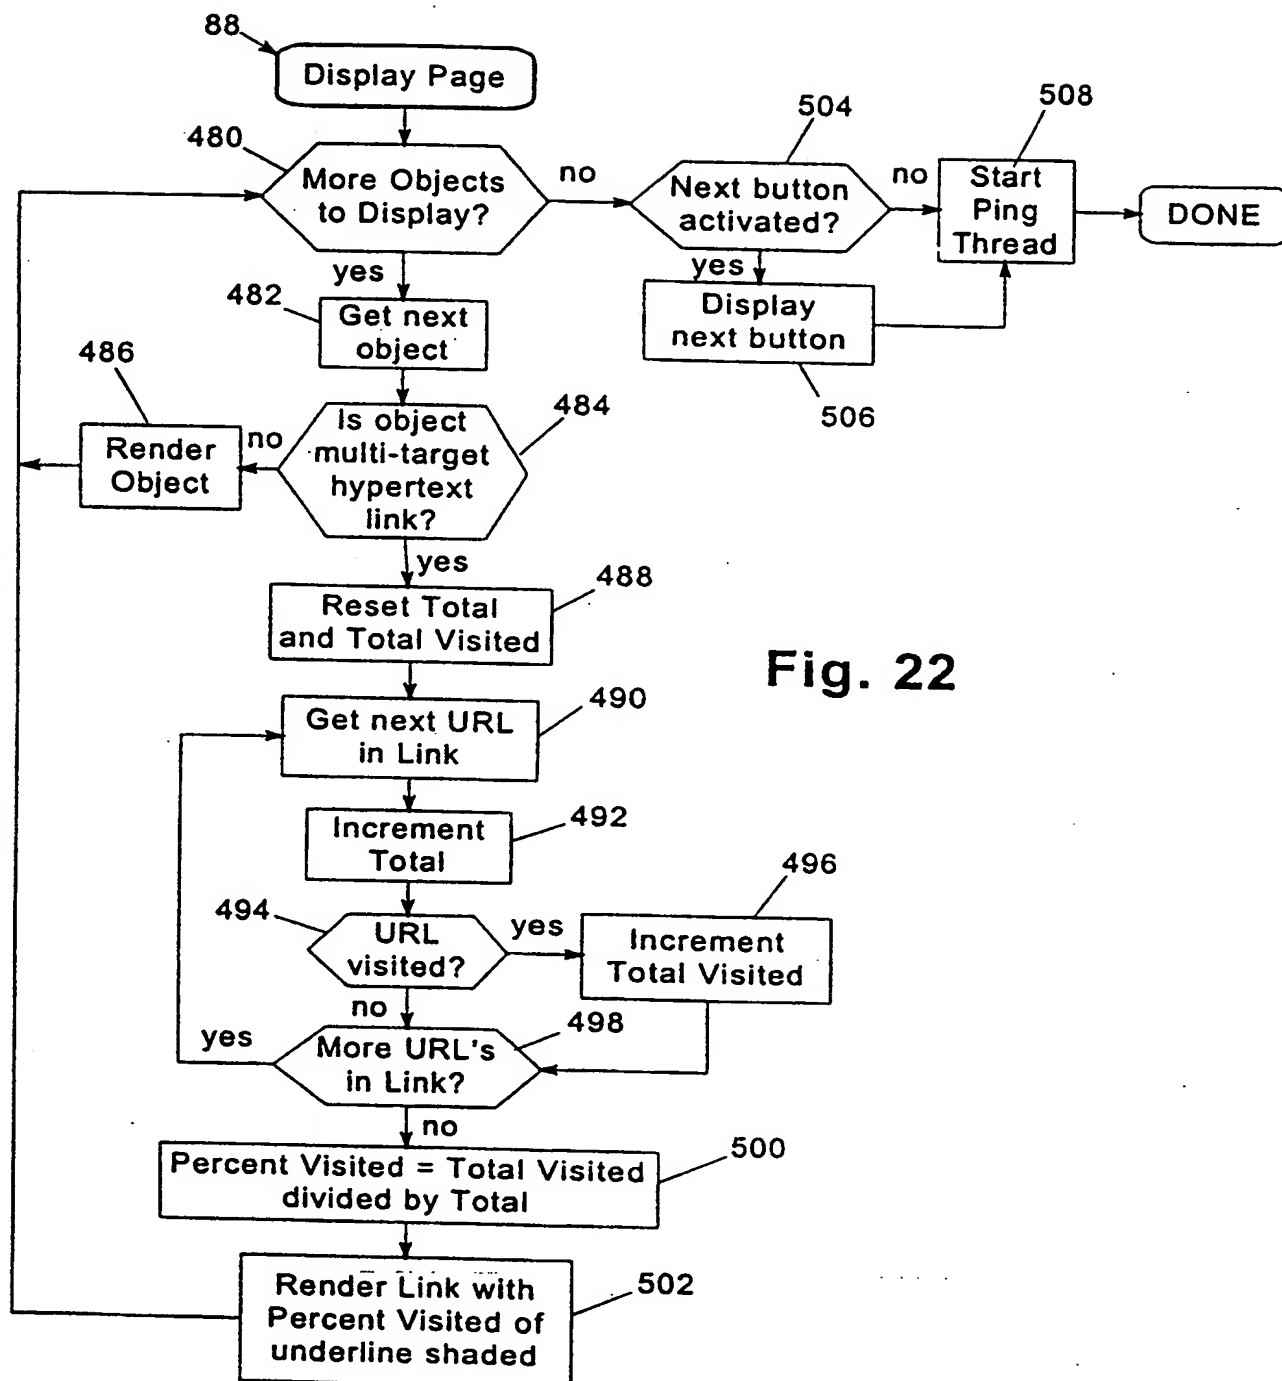 88
Display Page
480
More Objects
to Display?
no
504
Next button
activated?
no
508
Start
Ping
Thread
DONE
yes
yes
Display
next button
506
482
Get next
object
486
Render
Object
no
Is object
multi-target
hypertext
link?
484
yes
488
Reset Total
and Total Visited
Fig. 22
490
Get next URL
in Link
492
Increment
Total
494
URL
visited?
yes
496
Increment
Total Visited
no
498
yes
More URL's
in Link?
no
500
Percent Visited = Total Visited
divided by Total
502
Render Link with
Percent Visited of
underline shaded